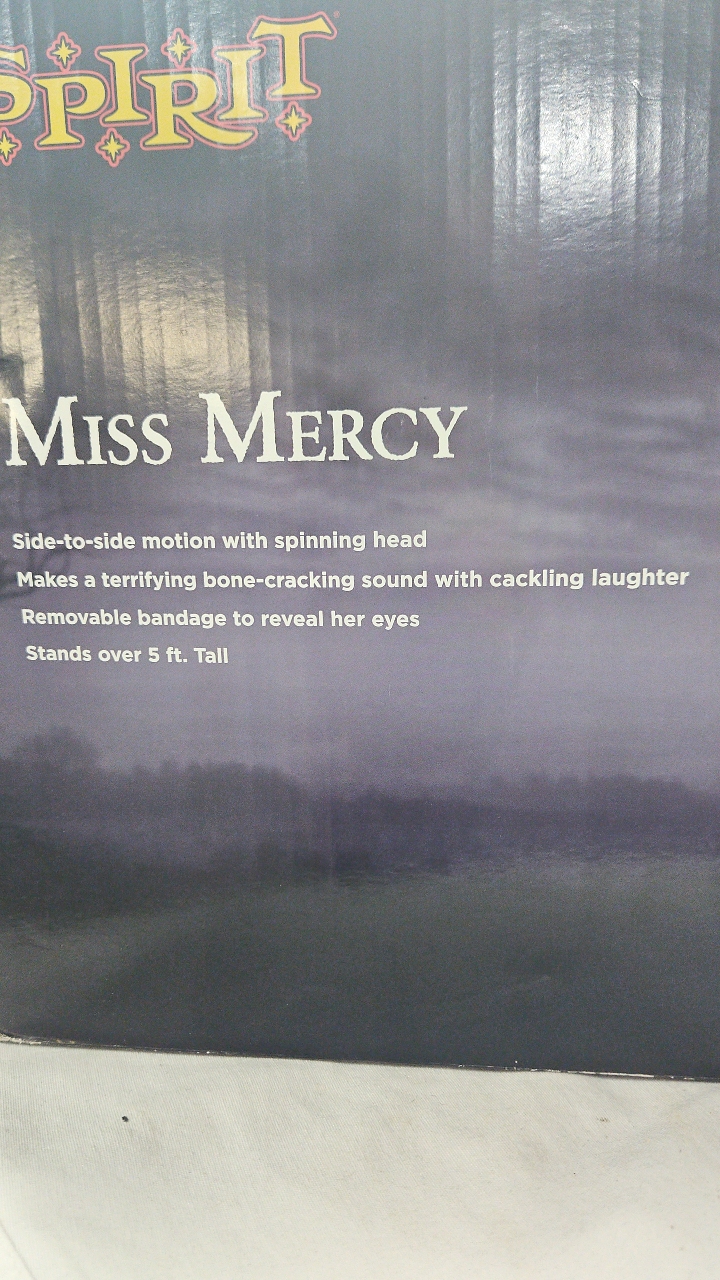 SPIRIT
MISS MERCY
Side-to-side motion with spinning head
Makes a terrifying bone-cracking sound with cackling laughter
Removable bandage to reveal her eyes
Stands over 5 ft. Tall